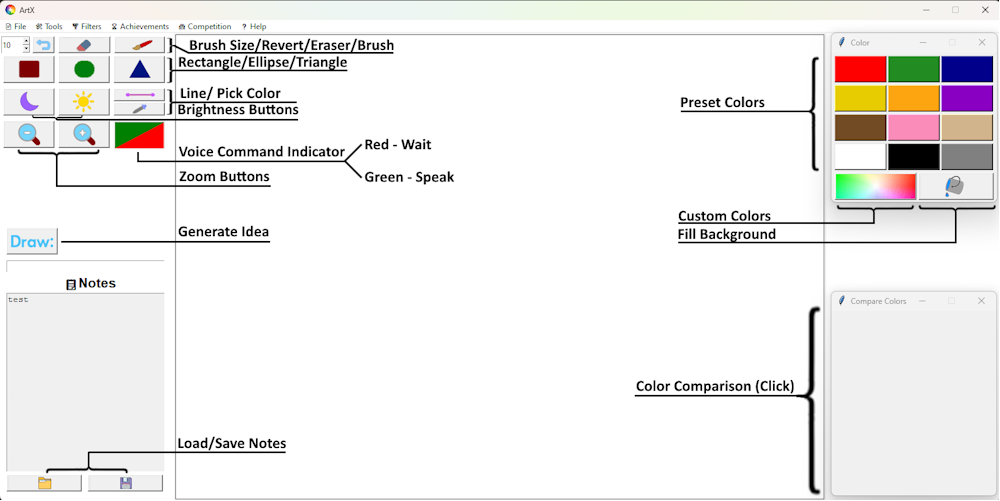 ArtX
File Tools Filters Achievements Competition ? Help
10
Brush Size/Revert/Eraser/Brush
Rectangle/Ellipse/Triangle
Line/ Pick Color
Brightness Buttons
Voice Command Indicator
Red - Wait
Green - Speak
Zoom Buttons
Generate Idea
Draw:
Notes
test
Load/Save Notes
Color
Preset Colors
Custom Colors
Fill Background
Compare Colors
Color Comparison (Click)